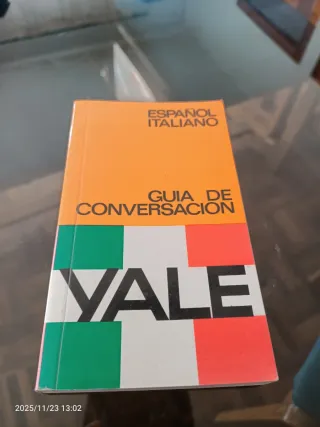 ESPAÑOL
ITALIANO
GUIA DE
CONVERSACION
YALE
2025/11/23 13:02